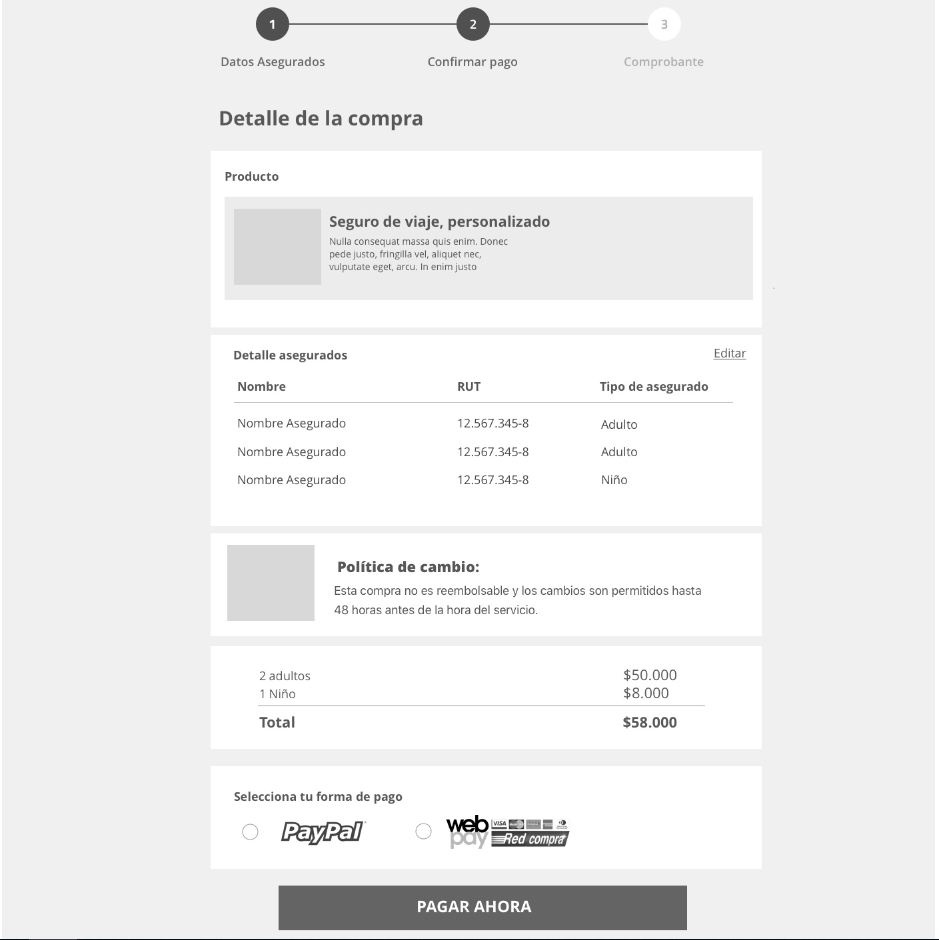 1 2 3
Datos Asegurados Confirmar pago Comprobante
Detalle de la compra
Producto
Seguro de viaje, personalizado
Nulla consequat massa quis enim. Donec
pede justo, fringilla vel, aliquet nec,
vulputate eget, arcu. In enim justo
Detalle asegurados Editar
Nombre RUT Tipo de asegurado
Nombre Asegurado 12.567.345-8 Adulto
Nombre Asegurado 12.567.345-8 Adulto
Nombre Asegurado 12.567.345-8 Niño
Política de cambio:
Esta compra no es reembolsable y los cambios son permitidos hasta
48 horas antes de la hora del servicio.
2 adultos $50.000
1 Niño $8.000
Total $58.000
Selecciona tu forma de pago
PayPal web VISA
pay Red compra
PAGAR AHORA